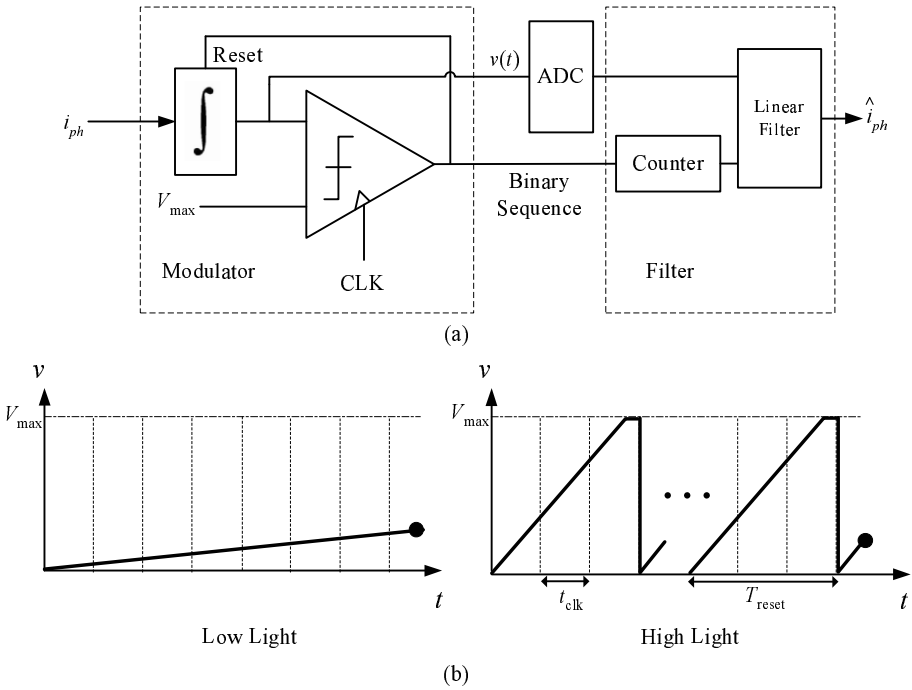 Reset
v(t)
ADC
i_ph
∫
Linear
Filter
î_ph
Counter
V_max
Binary
Sequence
Modulator
CLK
Filter
(a)
v
V_max
t
Low Light
v
V_max
t_clk
T_reset
t
High Light
(b)